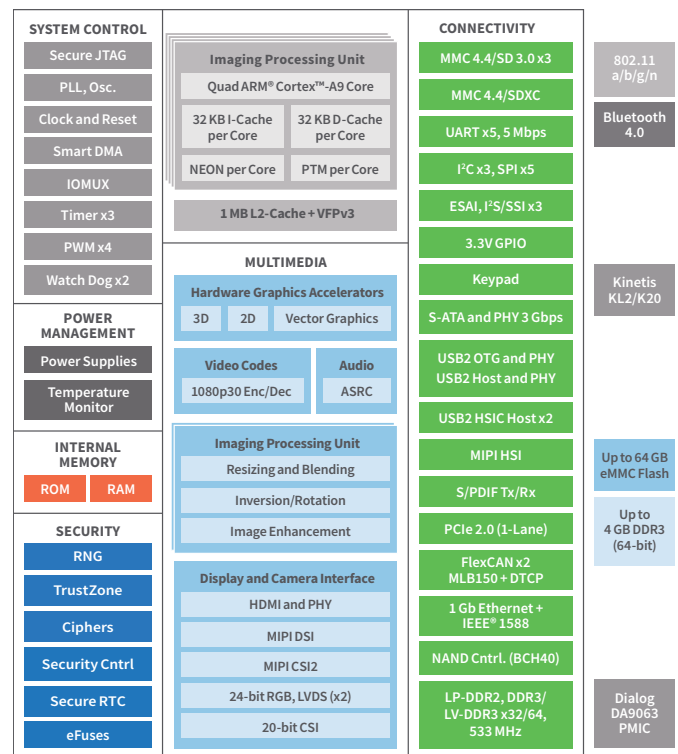 SYSTEM CONTROL
Secure JTAG
PLL, Osc.
Clock and Reset
Smart DMA
IOMUX
Timer x3
PWM x4
Watch Dog x2
POWER
MANAGEMENT
Power Supplies
Temperature
Monitor
INTERNAL
MEMORY
ROM
RAM
SECURITY
RNG
TrustZone
Ciphers
Security Cntrl
Secure RTC
eFuses
Imaging Processing Unit
Quad ARM® Cortex™-A9 Core
32 KB I-Cache
per Core
32 KB D-Cache
per Core
NEON per Core
PTM per Core
1 MB L2-Cache + VFPv3
MULTIMEDIA
Hardware Graphics Accelerators
3D
2D
Vector Graphics
Video Codes
1080p30 Enc/Dec
Audio
ASRC
Imaging Processing Unit
Resizing and Blending
Inversion/Rotation
Image Enhancement
Display and Camera Interface
HDMI and PHY
MIPI DSI
MIPI CSI2
24-bit RGB, LVDS (x2)
20-bit CSI
CONNECTIVITY
MMC 4.4/SD 3.0 x3
MMC 4.4/SDXC
UART x5, 5 Mbps
I²C x3, SPI x5
ESAI, I²S/SSI x3
3.3V GPIO
Keypad
S-ATA and PHY 3 Gbps
USB2 OTG and PHY
USB2 Host and PHY
USB2 HSIC Host x2
MIPI HSI
S/PDIF Tx/Rx
PCIe 2.0 (1-Lane)
FlexCAN x2
MLB150 + DTCP
1 Gb Ethernet +
IEEE® 1588
NAND Cntrl. (BCH40)
LP-DDR2, DDR3/
LV-DDR3 x32/64,
533 MHz
802.11
a/b/g/n
Bluetooth
4.0
Kinetis
KL2/K20
Up to 64 GB
eMMC Flash
Up to
4 GB DDR3
(64-bit)
Dialog
DA9063
PMIC